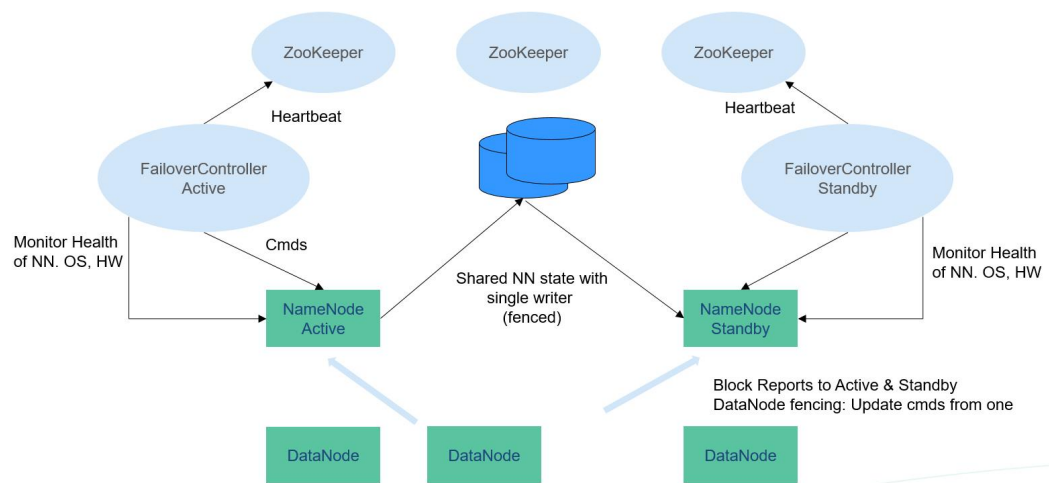 ZooKeeper
ZooKeeper
ZooKeeper
Heartbeat
Heartbeat
FailoverController
Active
FailoverController
Standby
Monitor Health
of NN. OS, HW
Cmds
Monitor Health
of NN. OS, HW
Shared NN state with
single writer
(fenced)
NameNode
Active
NameNode
Standby
Block Reports to Active & Standby
DataNode fencing: Update cmds from one
DataNode
DataNode
DataNode